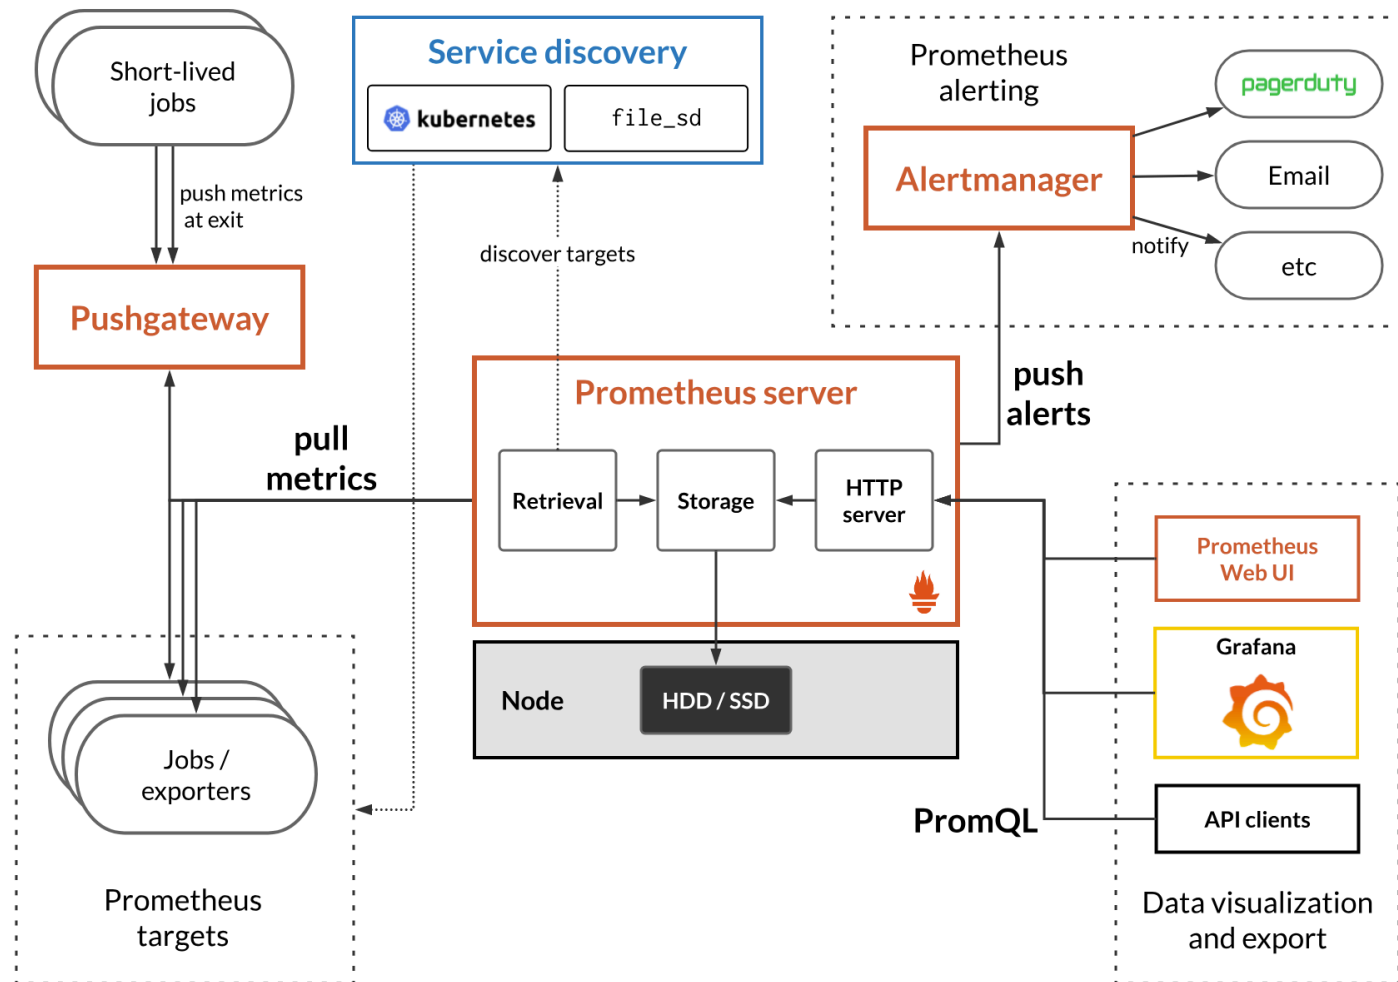 Short-lived
jobs
push metrics
at exit
Pushgateway
Service discovery
kubernetes
file_sd
discover targets
Prometheus
alerting
Alertmanager
pagerduty
Email
etc
notify
push
alerts
pull
metrics
Prometheus server
Retrieval
Storage
HTTP
server
Node
HDD / SSD
Jobs /
exporters
Prometheus
targets
PromQL
Prometheus
Web UI
Grafana
API clients
Data visualization
and export